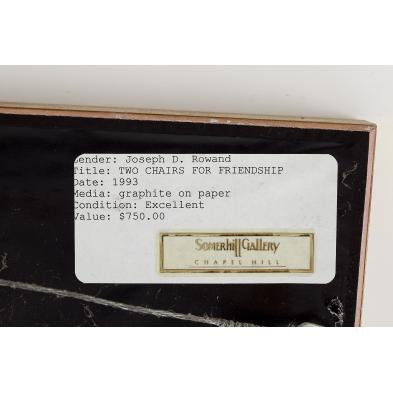 Sender: Joseph D. Rowand
Title: TWO CHAIRS FOR FRIENDSHIP
Date: 1993
Media: graphite on paper
Condition: Excellent
Value: $750.00
SOMERHILL GALLERY
CHAPEL HILL